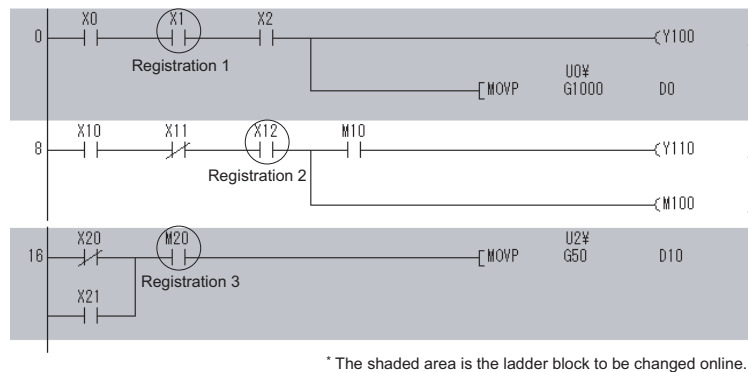 X0 X1 X2
0 Y100
Registration 1
U0¥
MOVP G1000 D0
X10 X11 X12 M10
8 Y110
Registration 2
M100
X20 M20 U2¥
16 MOVP G50 D10
Registration 3
X21
* The shaded area is the ladder block to be changed online.